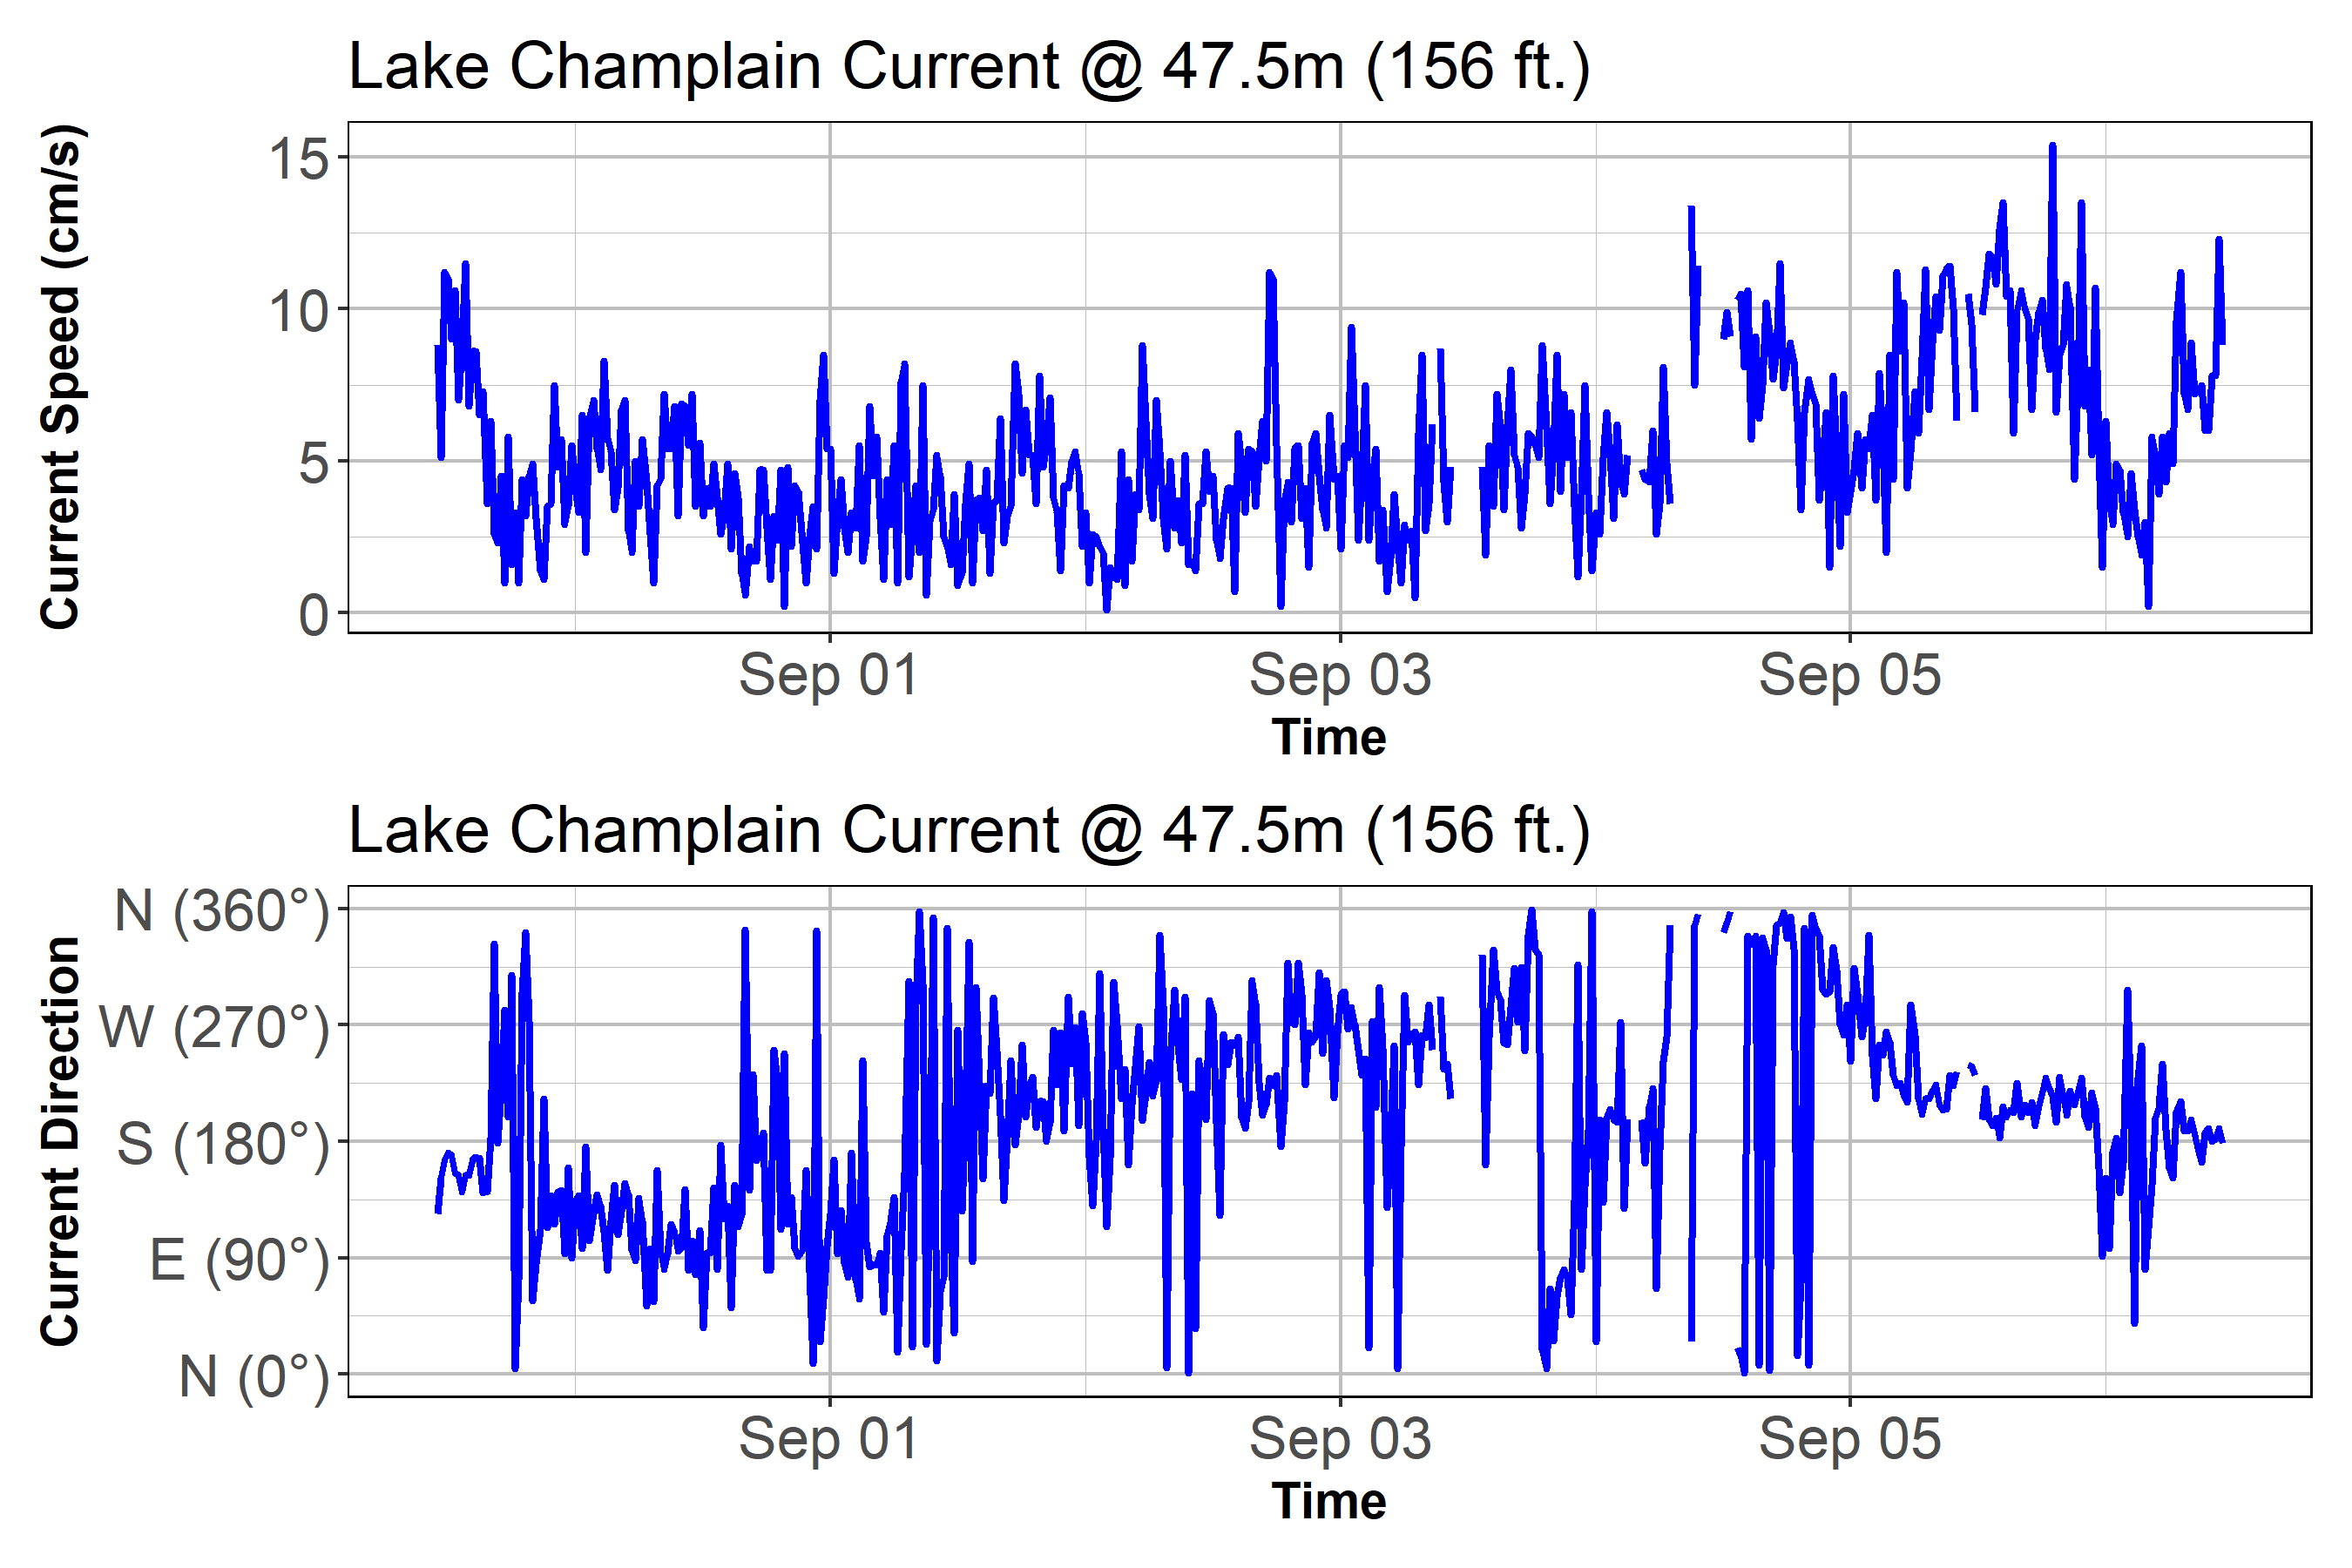 Lake Champlain Current @ 47.5m (156 ft.)
Current Speed (cm/s)
15
10
5
0
Sep 01 Sep 03 Sep 05
Time
Lake Champlain Current @ 47.5m (156 ft.)
Current Direction
N (360°)
W (270°)
S (180°)
E (90°)
N (0°)
Sep 01 Sep 03 Sep 05
Time